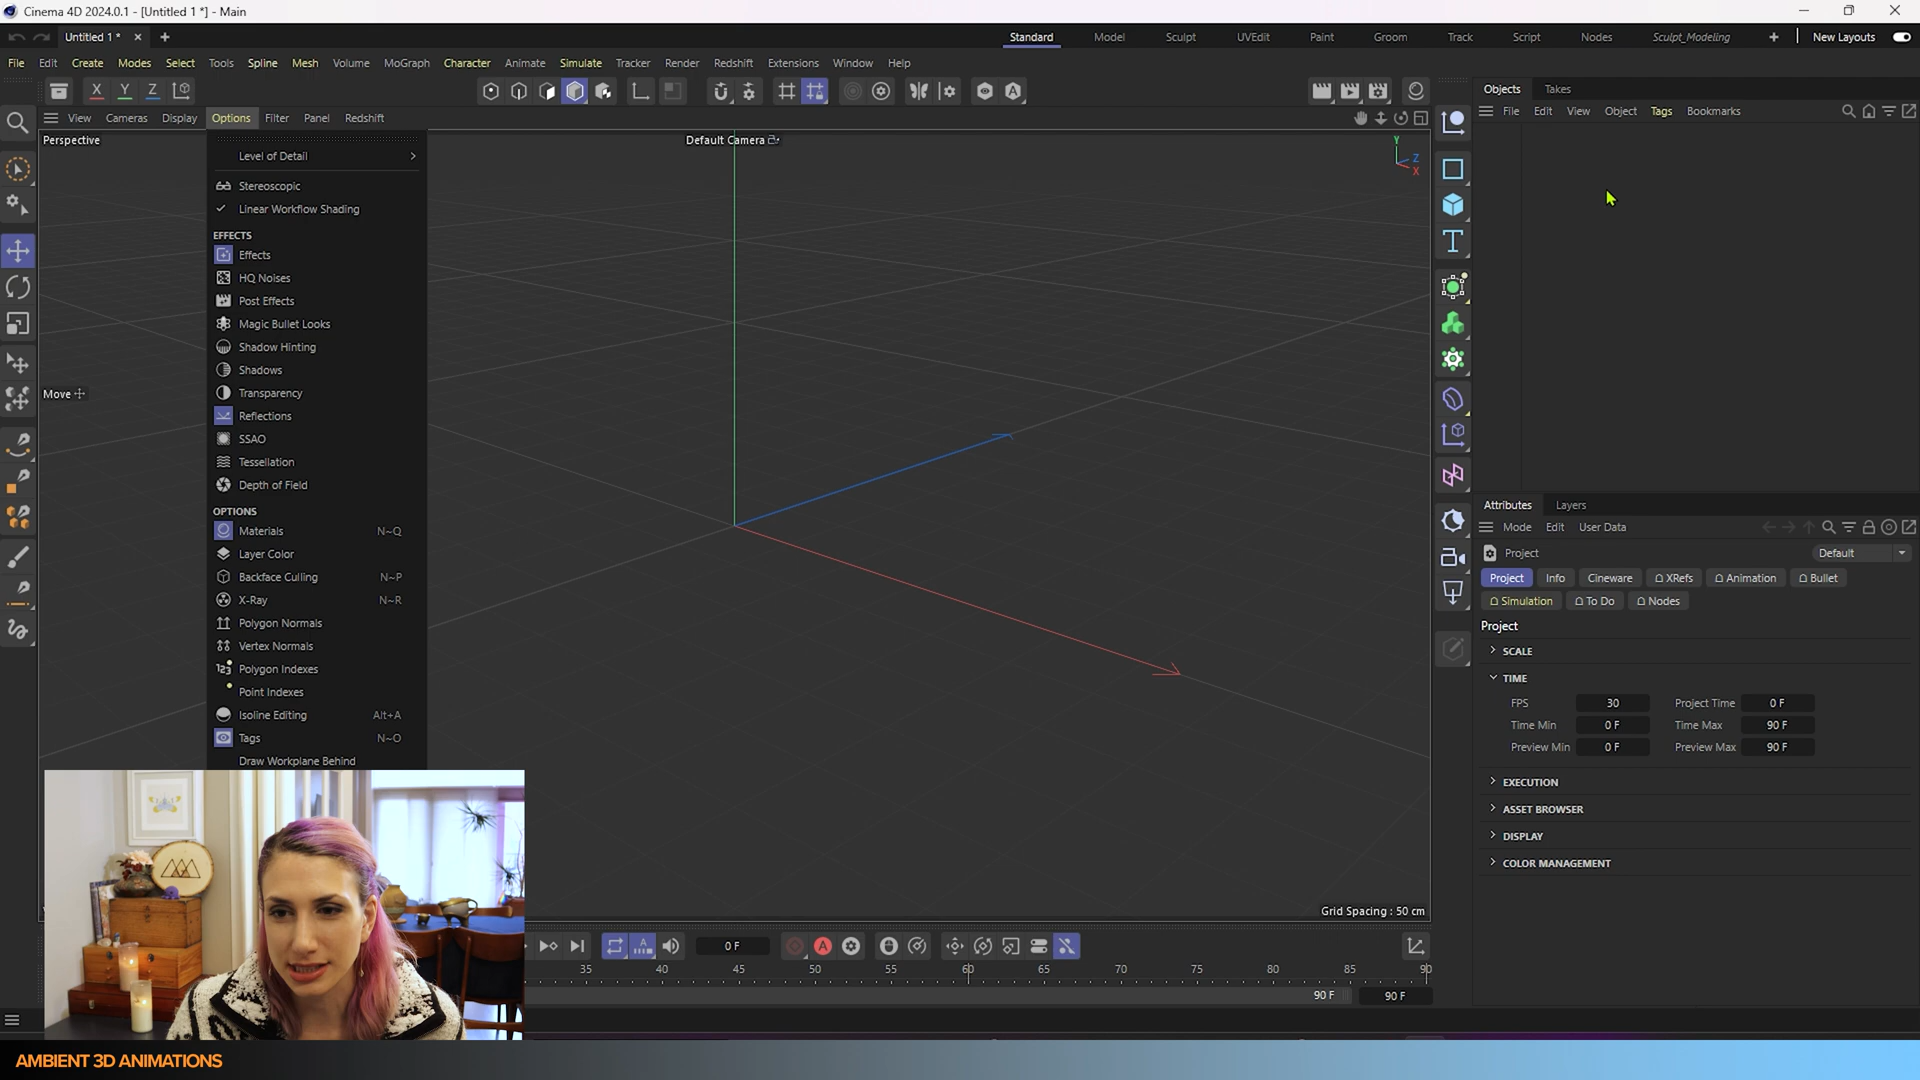 Cinema 4D 2024.0.1 - [Untitled 1 *] - Main
Untitled 1 *
Standard Model Sculpt UVEdit Paint Groom Track Script Nodes Sculpt_Modeling New Layouts
File Edit Create Modes Select Tools Spline Mesh Volume MoGraph Character Animate Simulate Tracker Render Redshift Extensions Window Help
X Y Z
Objects Takes
File Edit View Object Tags Bookmarks
View Cameras Display Options Filter Panel Redshift
Perspective
Default Camera
Y
Z
X
Level of Detail
Stereoscopic
Linear Workflow Shading
EFFECTS
Effects
HQ Noises
Post Effects
Magic Bullet Looks
Shadow Hinting
Shadows
Transparency
Reflections
SSAO
Tessellation
Depth of Field
OPTIONS
Materials N~Q
Layer Color
Backface Culling N~P
X-Ray N~R
Polygon Normals
Vertex Normals
Polygon Indexes
Point Indexes
Isoline Editing Alt+A
Tags N~O
Draw Workplane Behind
Move
Grid Spacing : 50 cm
Attributes Layers
Mode Edit User Data
Project Default
Project Info Cineware XRefs Animation Bullet
Simulation To Do Nodes
Project
SCALE
TIME
FPS 30 Project Time 0 F
Time Min 0 F Time Max 90 F
Preview Min 0 F Preview Max 90 F
EXECUTION
ASSET BROWSER
DISPLAY
COLOR MANAGEMENT
0 F
35 40 45 50 55 60 65 70 75 80 85 90
90 F 90 F
AMBIENT 3D ANIMATIONS